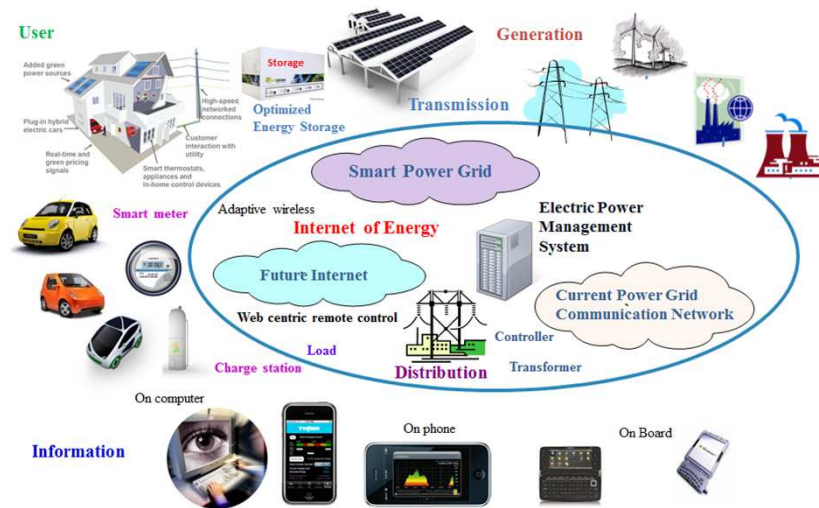 User
Added green
power sources
Plug-in hybrid
electric cars
Real-time and
green pricing
signals
High-speed
networked
connections
Customer
interaction with
utility
Smart thermostats,
appliances and
in-home control devices
Storage
Optimized
Energy Storage
Transmission
Generation
Smart Power Grid
Smart meter
Adaptive wireless
Internet of Energy
Electric Power
Management
System
Future Internet
Current Power Grid
Communication Network
Web centric remote control
Controller
Load
Charge station
Distribution
Transformer
On computer
On phone
On Board
Information